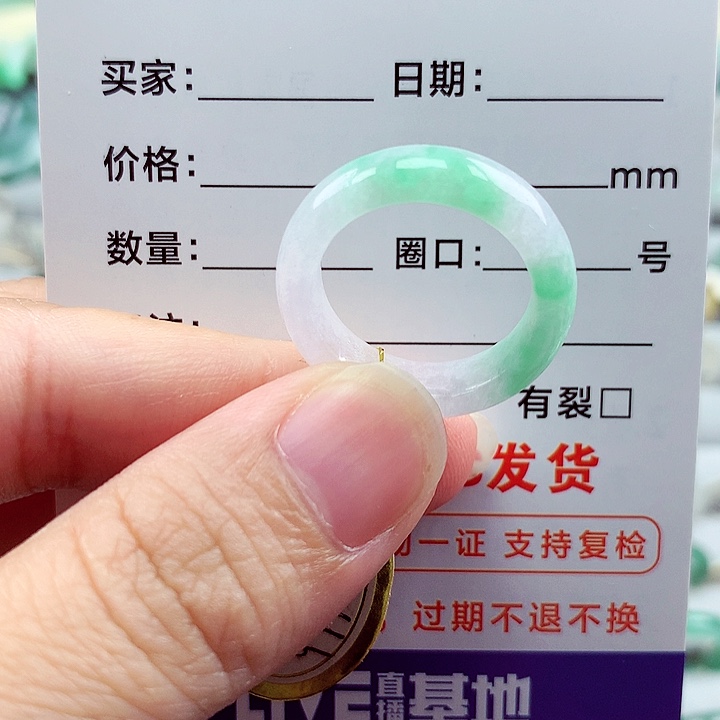 买家: 日期:
价格: mm
数量: 圈口: 号
有裂□
发货
一证 支持复检
过期不退不换
LIVE 直播 基地